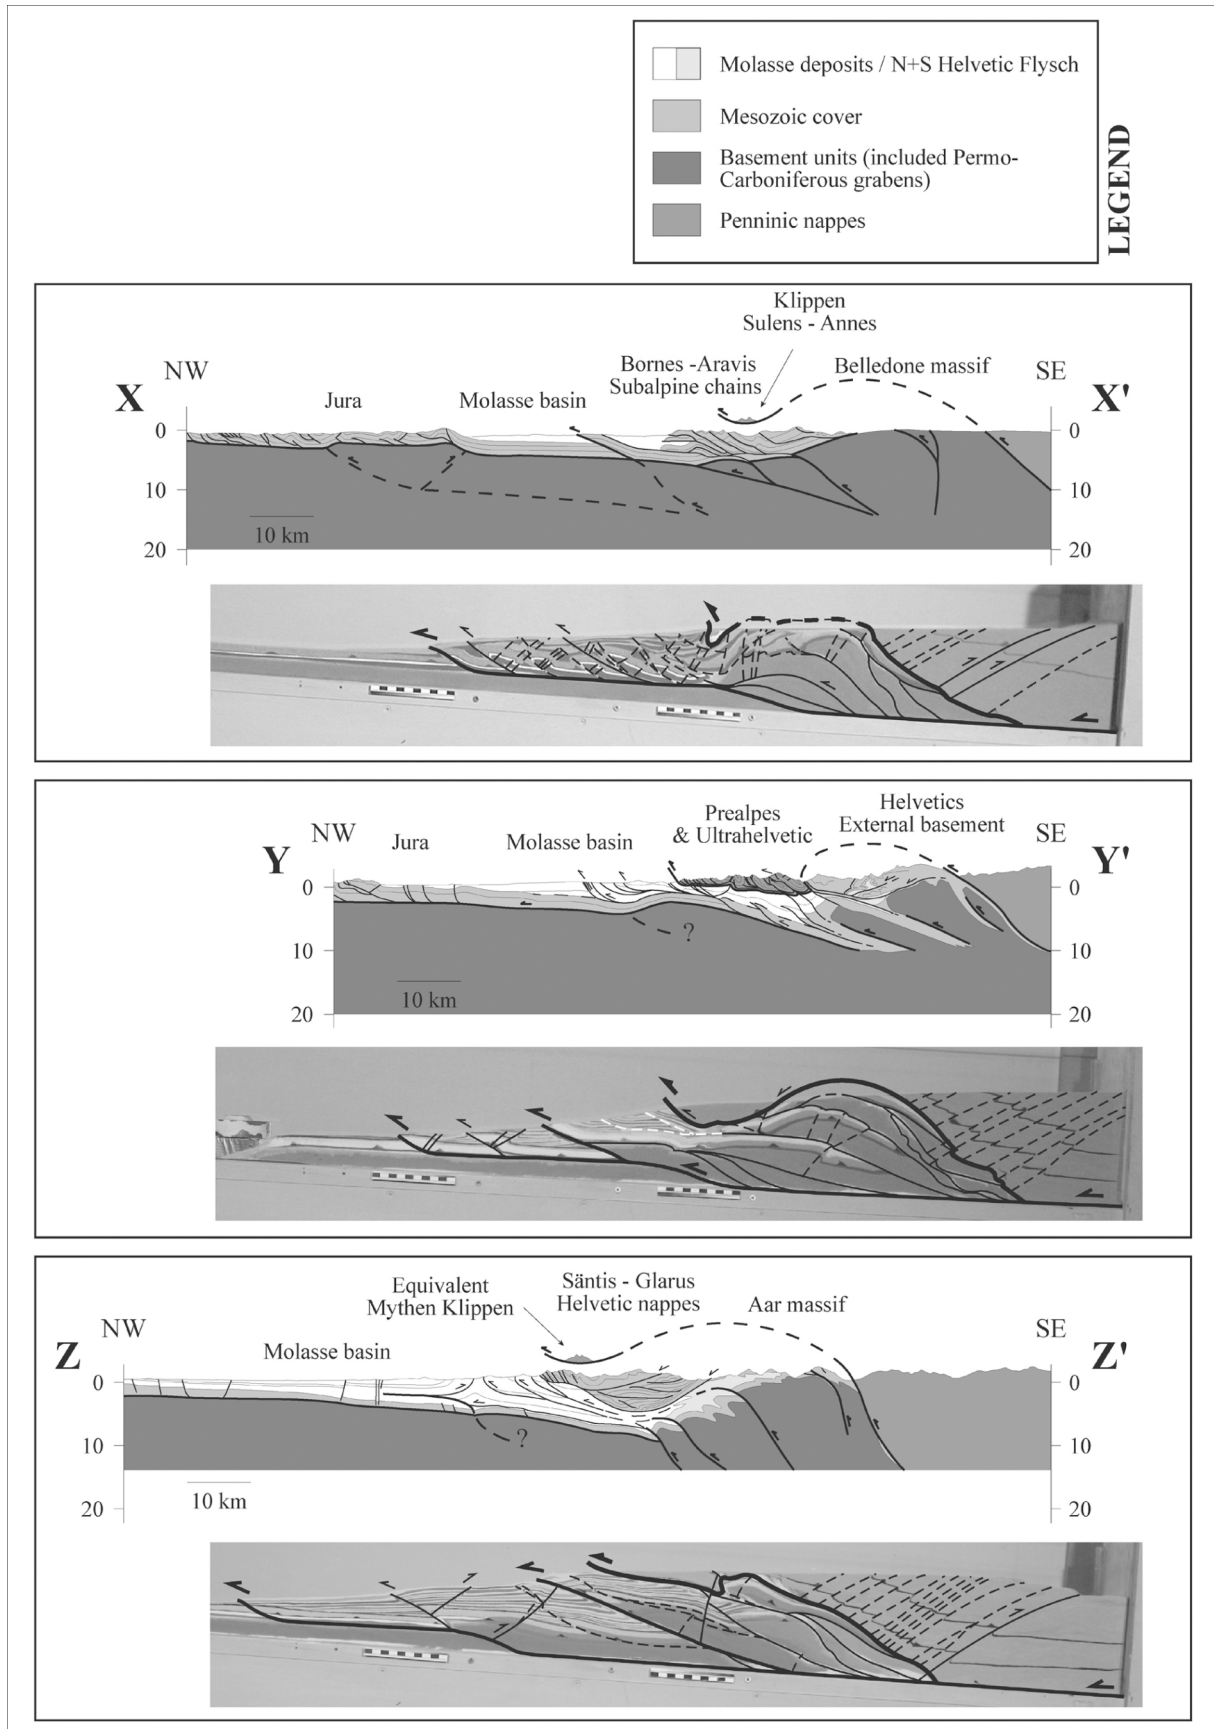 Molasse deposits / N+S Helvetic Flysch
Mesozoic cover
Basement units (included Permo-
Carboniferous grabens)
Penninic nappes
LEGEND
Klippen
Sulens - Annes
Bornes -Aravis
Subalpine chains
Belledone massif
NW
SE
X
X'
Jura
Molasse basin
0
0
10
10
10 km
20
20
Helvetics
External basement
Prealpes
& Ultrahelvetic
NW
SE
Jura
Molasse basin
Y
Y'
0
0
?
10
10
10 km
20
20
Säntis - Glarus
Helvetic nappes
Equivalent
Mythen Klippen
Aar massif
NW
SE
Z
Z'
Molasse basin
0
0
?
10
10
10 km
20
20